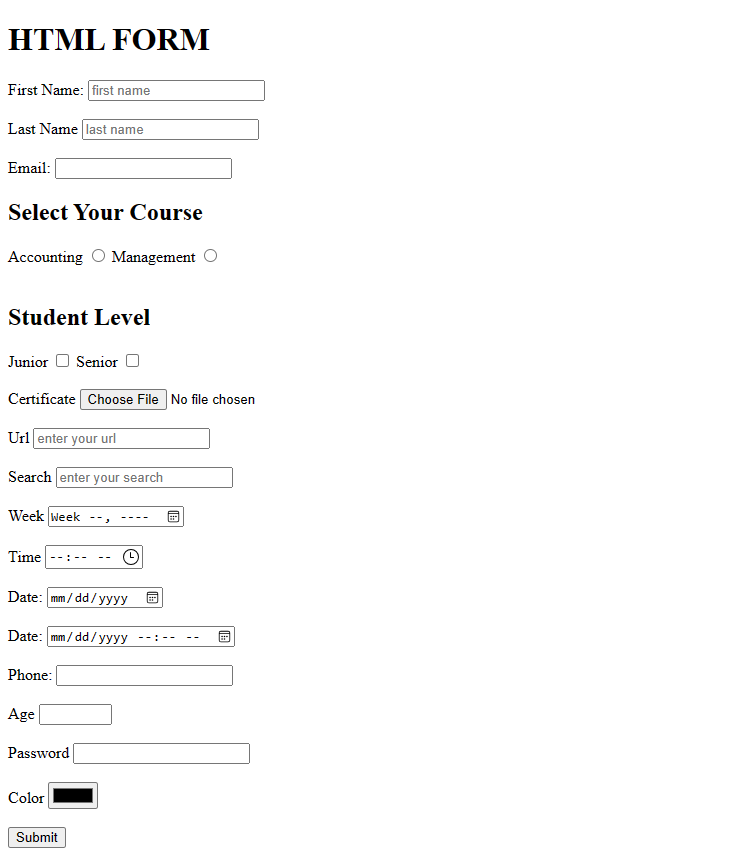 HTML FORM
First Name: first name
Last Name last name
Email:
Select Your Course
Accounting Management
Student Level
Junior Senior
Certificate Choose File No file chosen
Url enter your url
Search enter your search
Week Week --, ----
Time --:-- --
Date: mm/dd/yyyy
Date: mm/dd/yyyy --:-- --
Phone:
Age
Password
Color
Submit